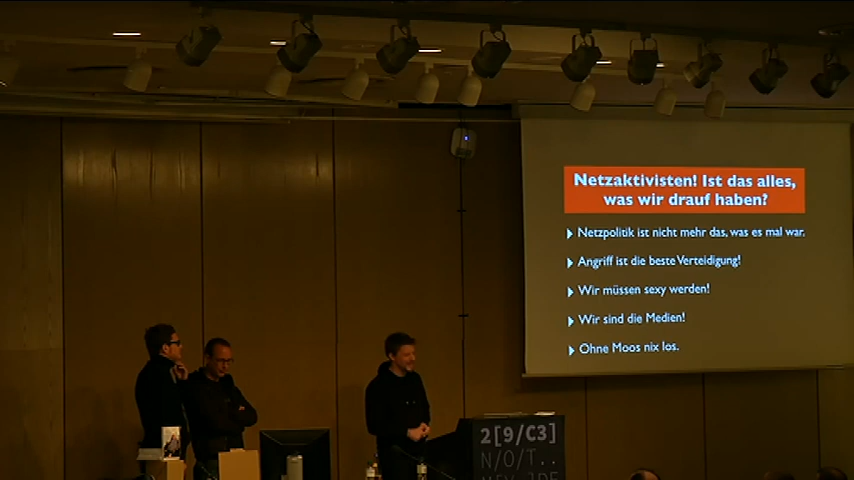 Netzaktivisten! Ist das alles,
was wir drauf haben?
Netzpolitik ist nicht mehr das, was es mal war.
Angriff ist die beste Verteidigung!
Wir müssen sexy werden!
Wir sind die Medien!
Ohne Moos nix los.
2[9/C3]
N/O/T..